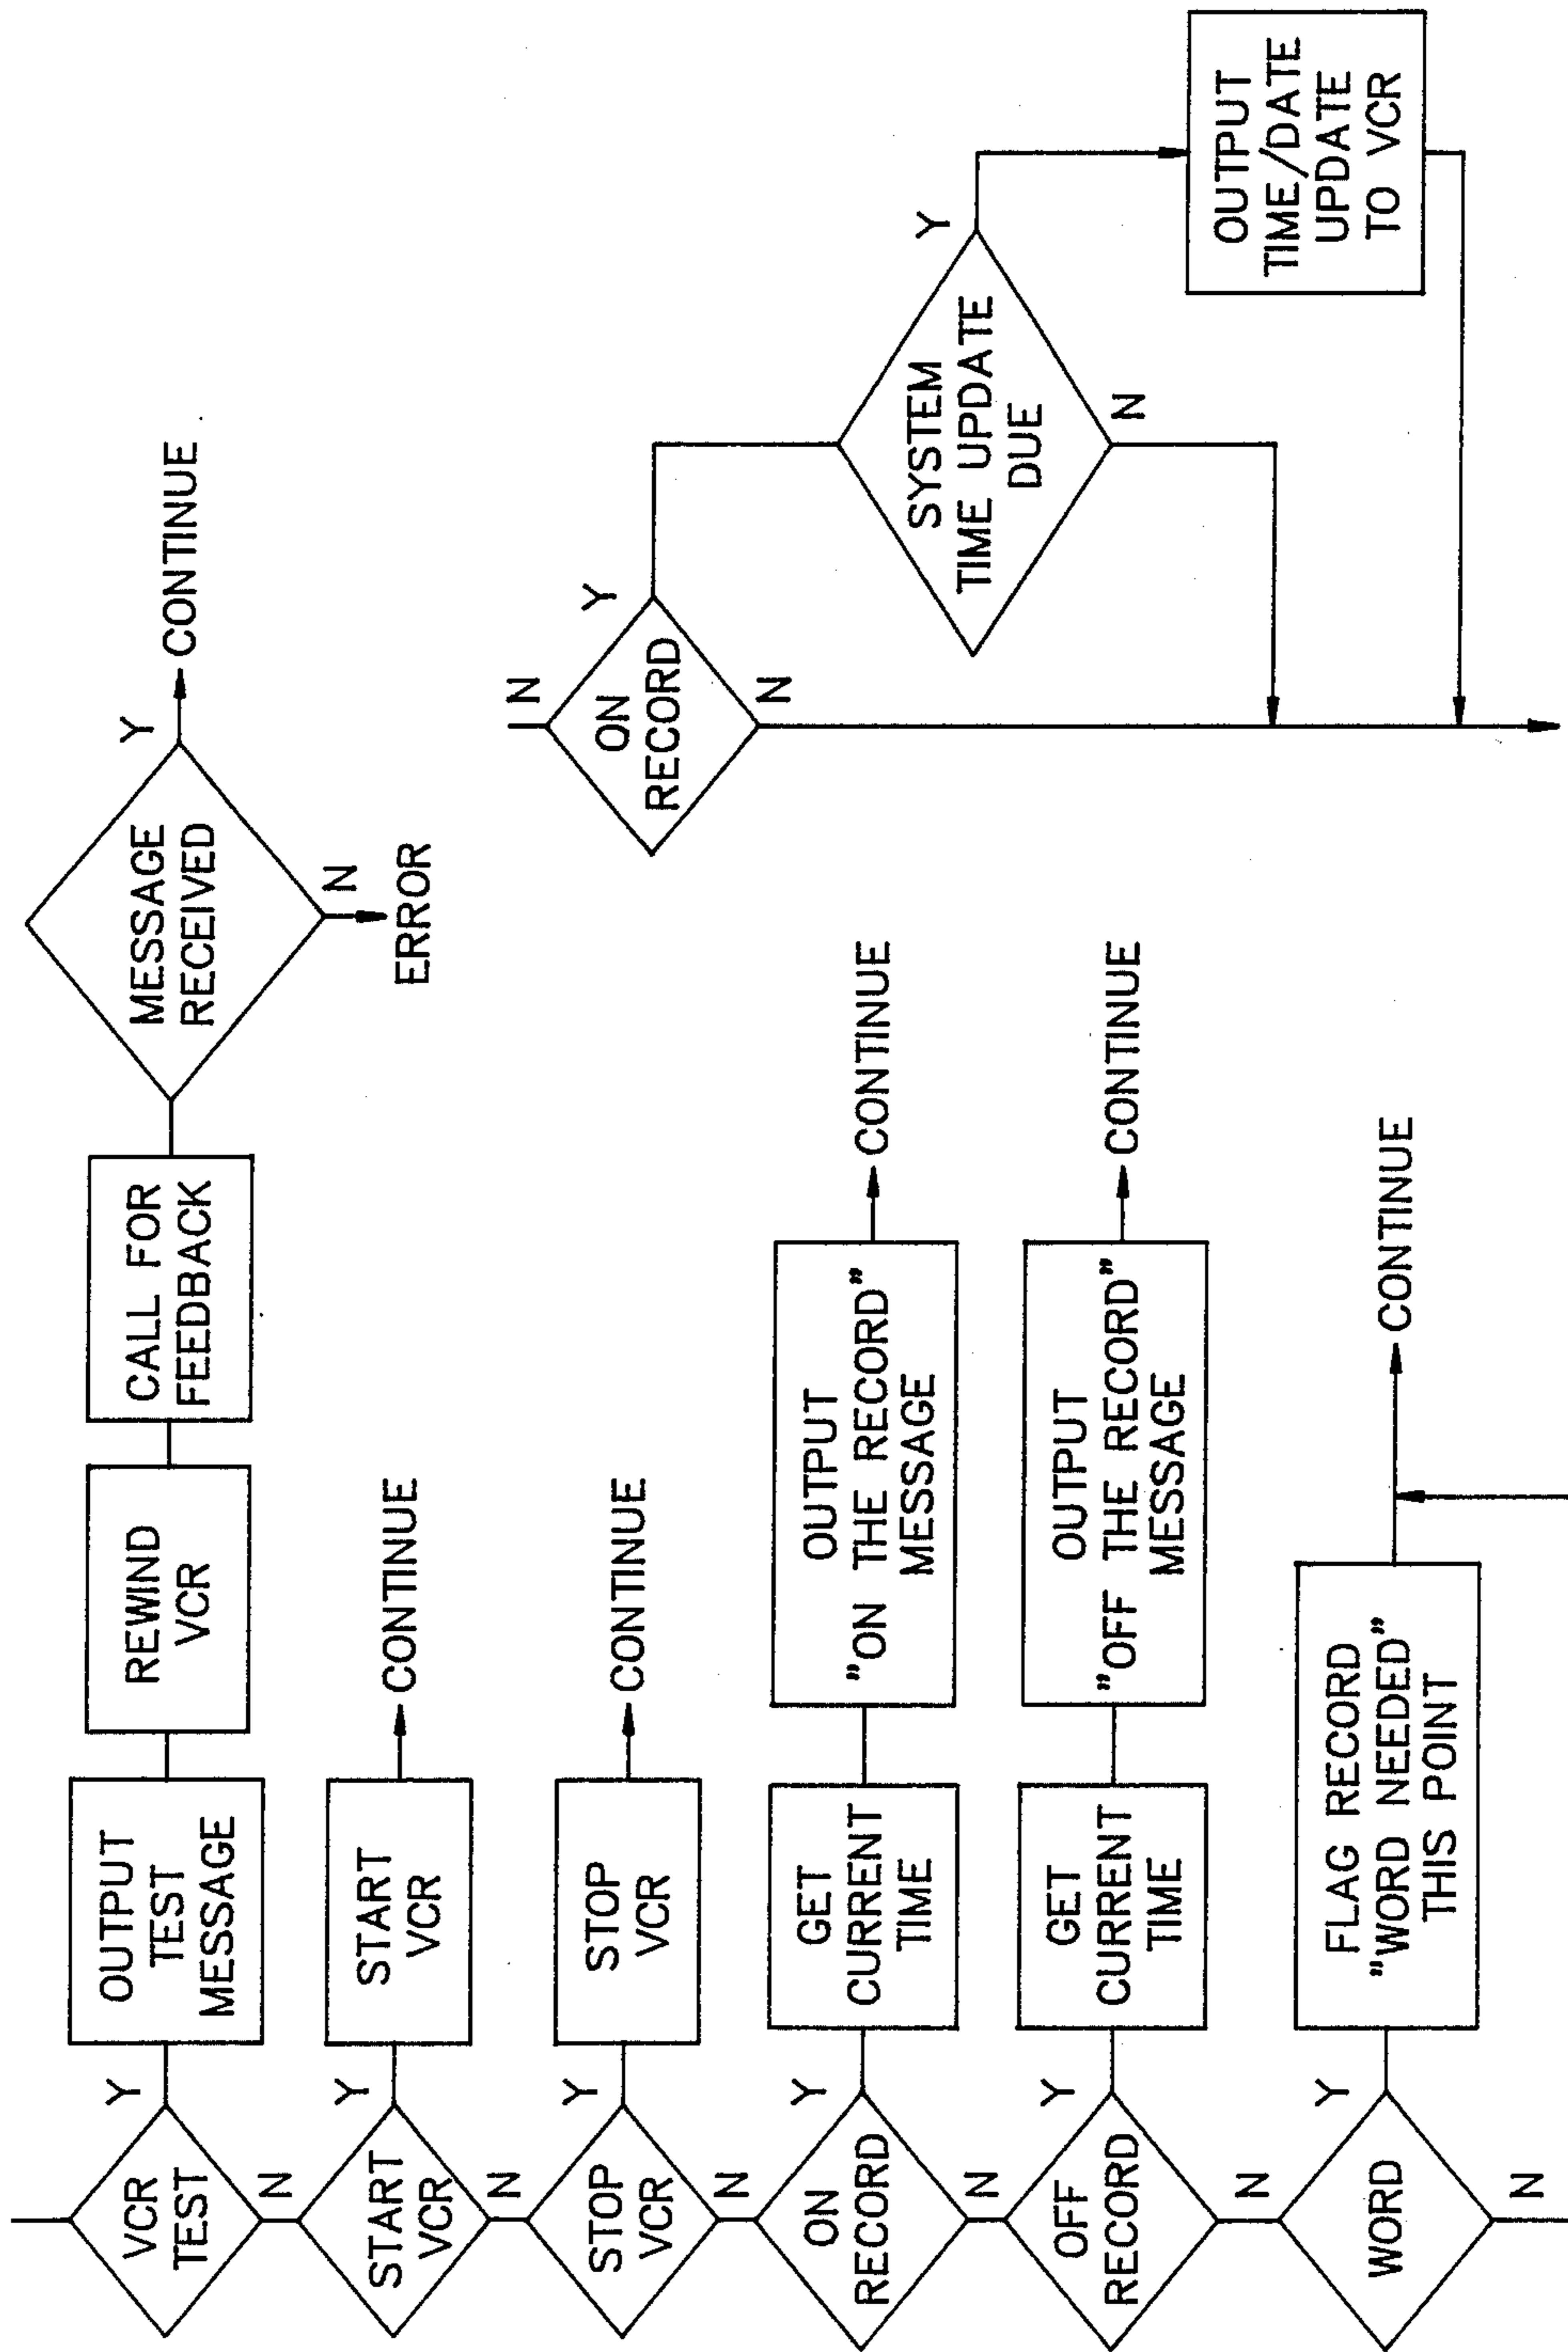 VCR
TEST
Y
N
OUTPUT
TEST
MESSAGE
REWIND
VCR
CALL FOR
FEEDBACK
MESSAGE
RECEIVED
Y
CONTINUE
N
ERROR
START
VCR
Y
N
START
VCR
CONTINUE
STOP
VCR
Y
N
STOP
VCR
CONTINUE
ON
RECORD
Y
N
GET
CURRENT
TIME
OUTPUT
"ON THE RECORD"
MESSAGE
CONTINUE
OFF
RECORD
Y
N
GET
CURRENT
TIME
OUTPUT
"OFF THE RECORD"
MESSAGE
CONTINUE
WORD
Y
N
FLAG RECORD
"WORD NEEDED"
THIS POINT
CONTINUE
N
ON
RECORD
Y
N
SYSTEM
TIME UPDATE
DUE
Y
N
OUTPUT
TIME/DATE
UPDATE
TO VCR